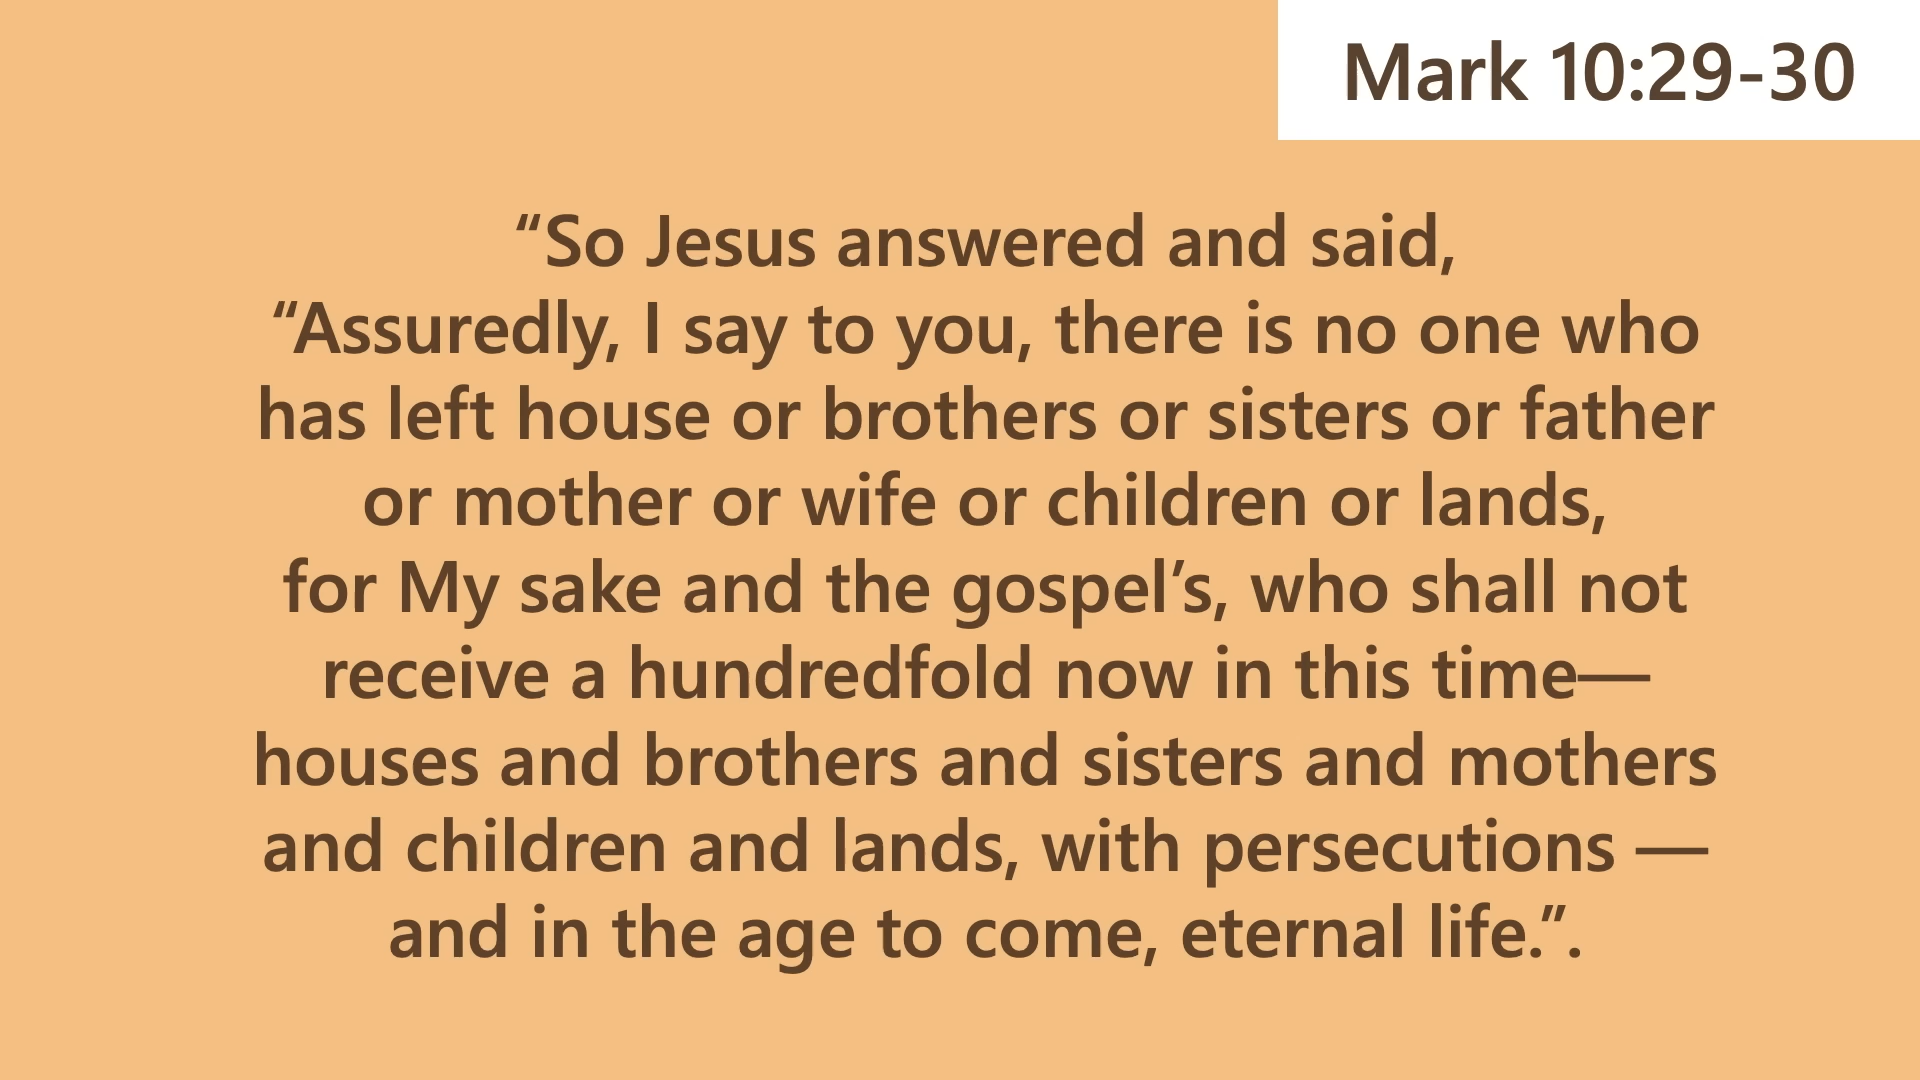 Mark 10:29-30
“So Jesus answered and said,
“Assuredly, I say to you, there is no one who
has left house or brothers or sisters or father
or mother or wife or children or lands,
for My sake and the gospel’s, who shall not
receive a hundredfold now in this time—
houses and brothers and sisters and mothers
and children and lands, with persecutions —
and in the age to come, eternal life.”.